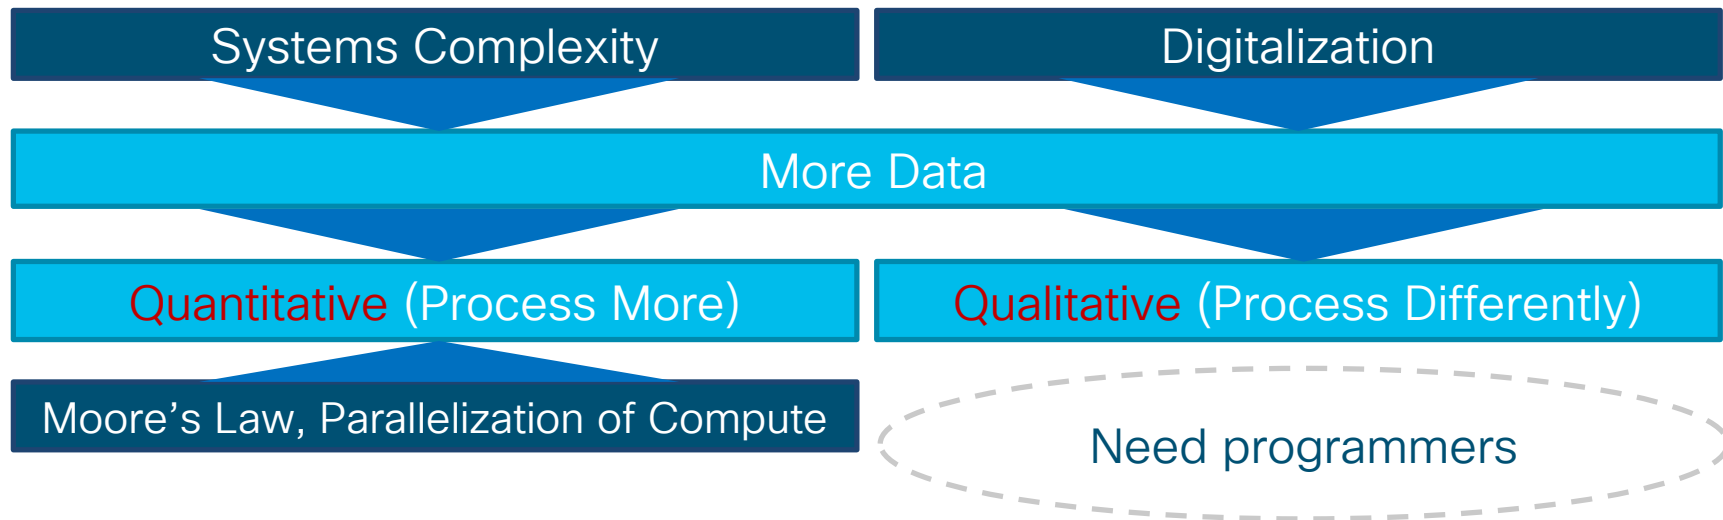 Systems Complexity
Digitalization
More Data
Quantitative (Process More)
Qualitative (Process Differently)
Moore’s Law, Parallelization of Compute
Need programmers